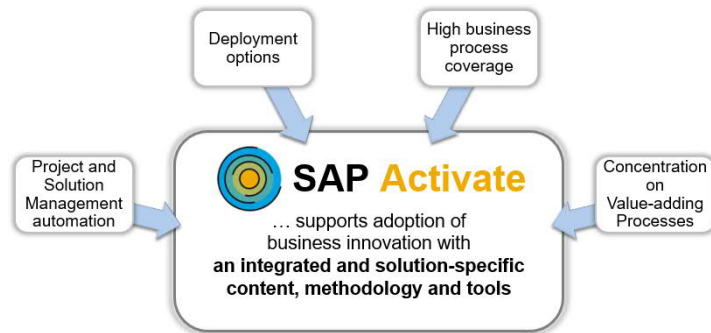 Deployment
options
High business
process
coverage
Project and
Solution
Management
automation
SAP Activate
… supports adoption of
business innovation with
an integrated and solution-specific
content, methodology and tools
Concentration
on
Value-adding
Processes